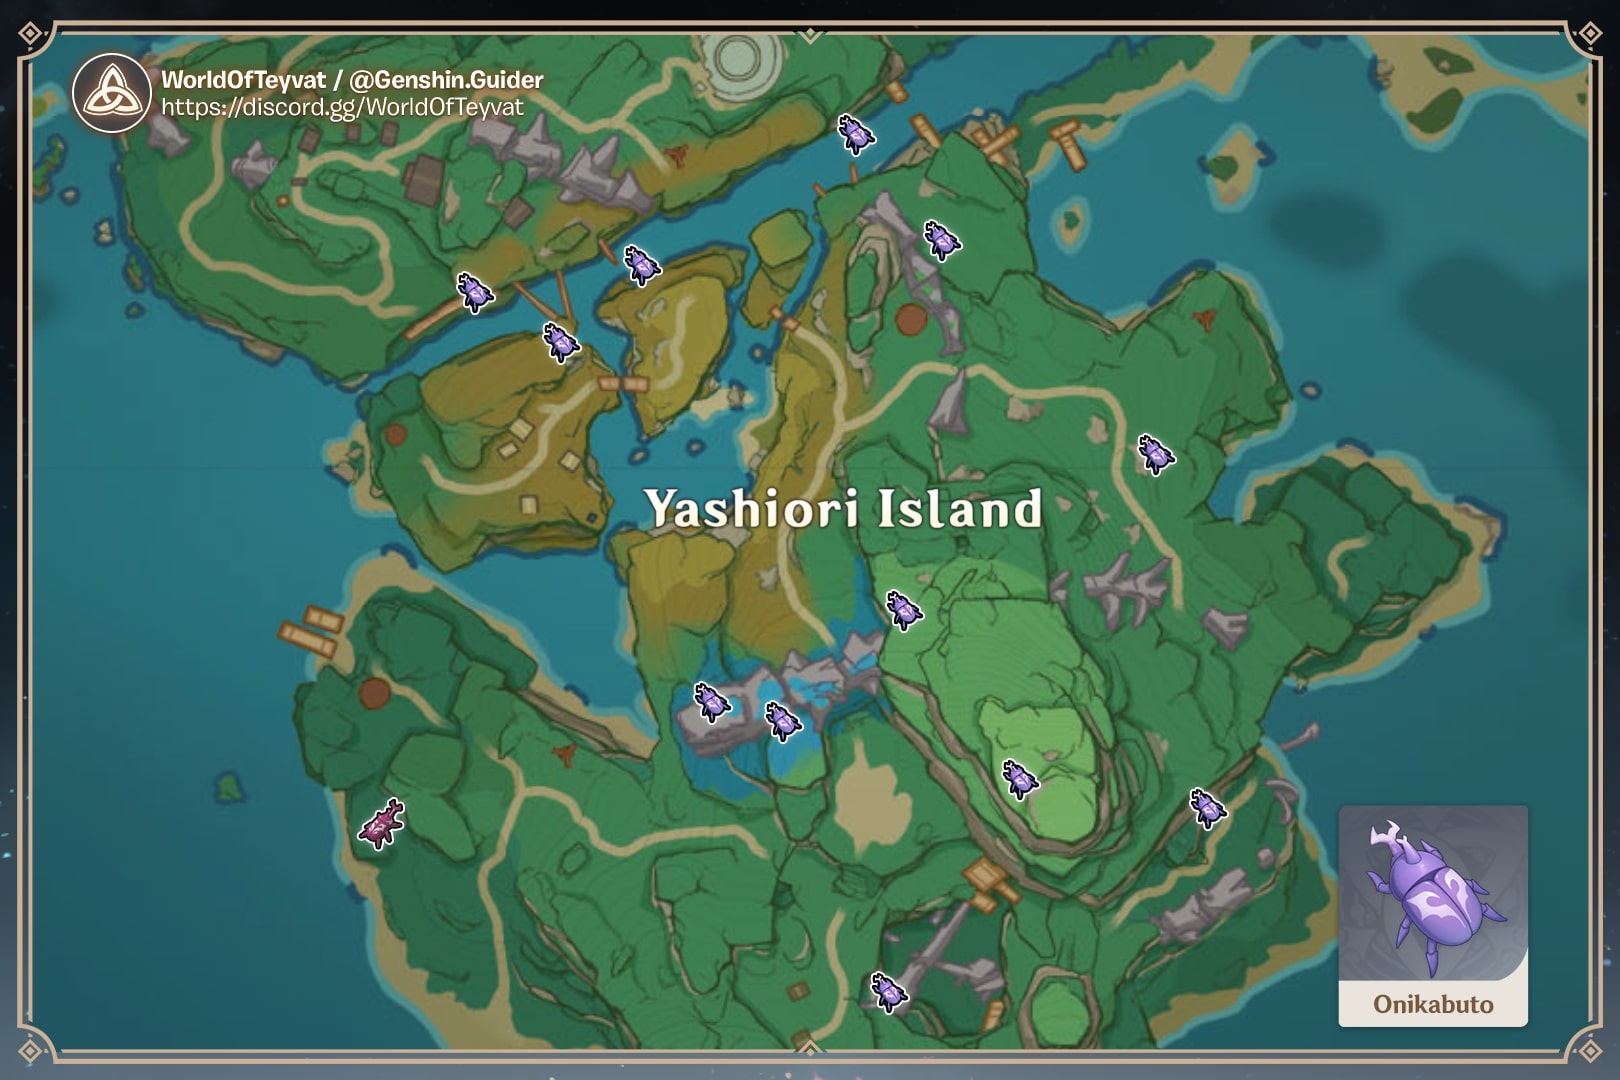 WorldOfTeyvat / @Genshin.Guider
https://discord.gg/WorldOfTeyvat
Yashiori Island
Onikabuto